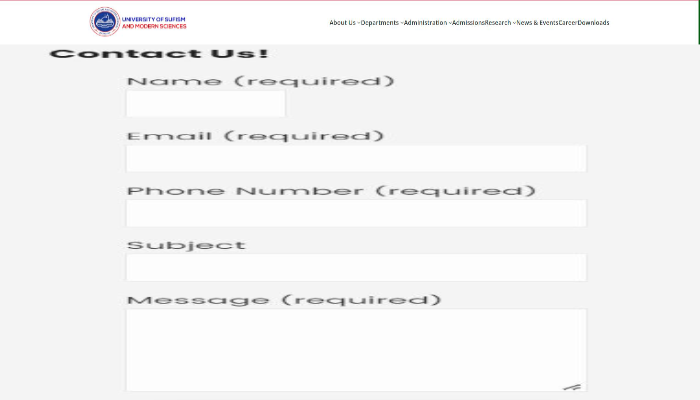 UNIVERSITY OF SUFISM
AND MODERN SCIENCES
About Us Departments Administration Admissions Research News & Events Career Downloads
Contact Us!
Name (required)
Email (required)
Phone Number (required)
Subject
Message (required)